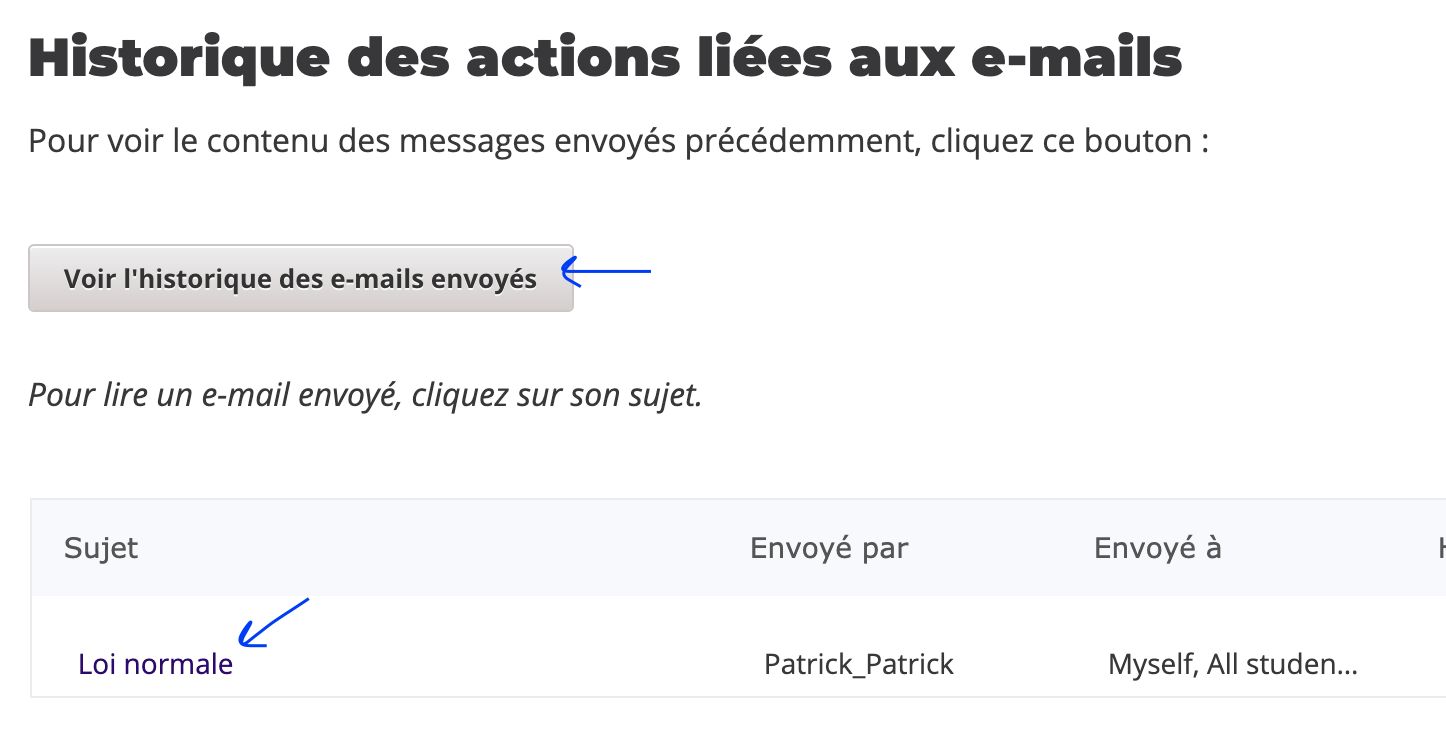 Historique des actions liées aux e-mails
Pour voir le contenu des messages envoyés précédemment, cliquez ce bouton :
Voir l'historique des e-mails envoyés
Pour lire un e-mail envoyé, cliquez sur son sujet.
Sujet Envoyé par Envoyé à
Loi normale Patrick_Patrick Myself, All studen...